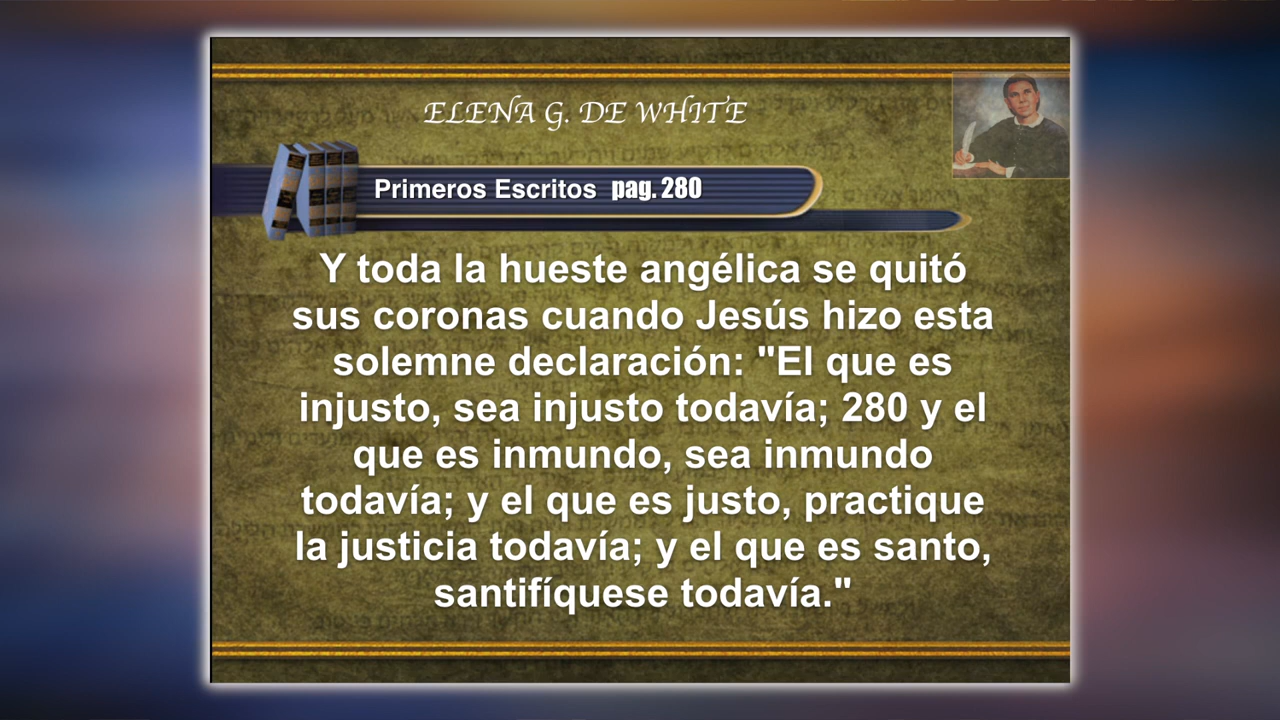 ELENA G. DE WHITE
Primeros Escritos pag. 280
Y toda la hueste angélica se quitó
sus coronas cuando Jesús hizo esta
solemne declaración: "El que es
injusto, sea injusto todavía; 280 y el
que es inmundo, sea inmundo
todavía; y el que es justo, practique
la justicia todavía; y el que es santo,
santifíquese todavía."